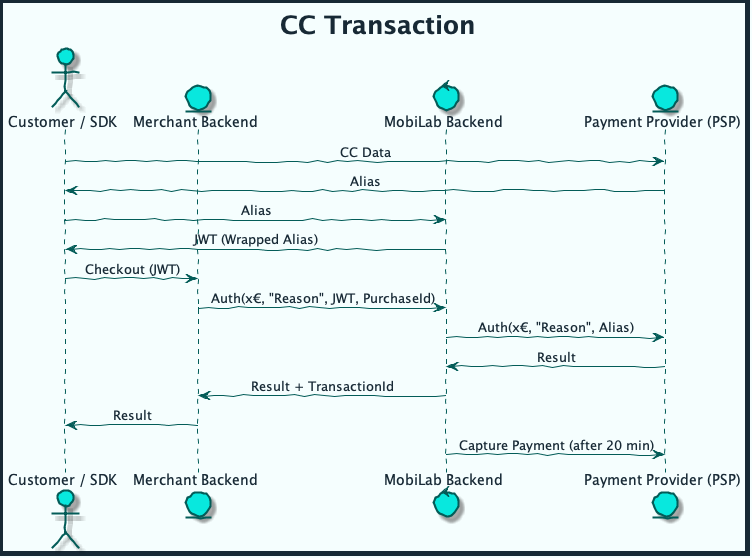 CC Transaction
Customer / SDK
Merchant Backend
MobiLab Backend
Payment Provider (PSP)
CC Data
Alias
Alias
JWT (Wrapped Alias)
Checkout (JWT)
Auth(x€, "Reason", JWT, PurchaseId)
Auth(x€, "Reason", Alias)
Result
Result + TransactionId
Result
Capture Payment (after 20 min)
Customer / SDK
Merchant Backend
MobiLab Backend
Payment Provider (PSP)